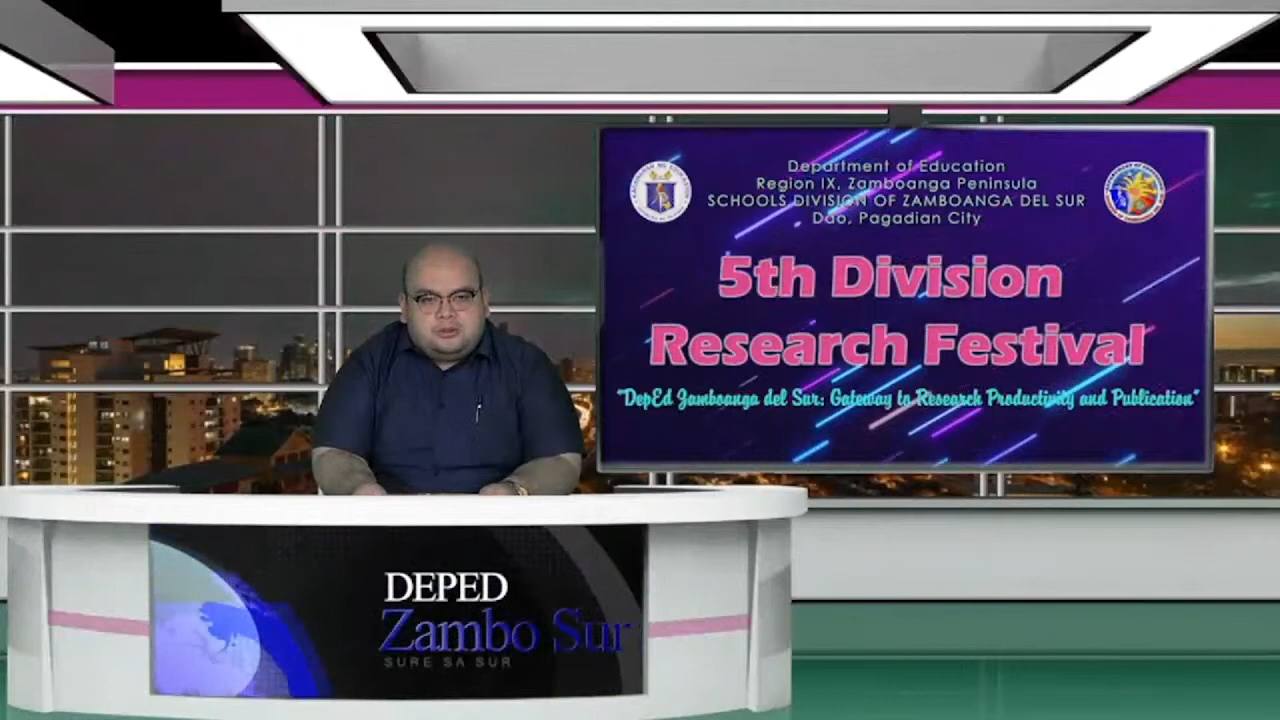 Department of Education
Region IX, Zamboanga Peninsula
SCHOOLS DIVISION OF ZAMBOANGA DEL SUR
Dao, Pagadian City
5th Division
Research Festival
"DepEd Zamboanga del Sur: Gateway to Research Productivity and Publication"
DEPED
Zambo Sur
SURE SA SUR